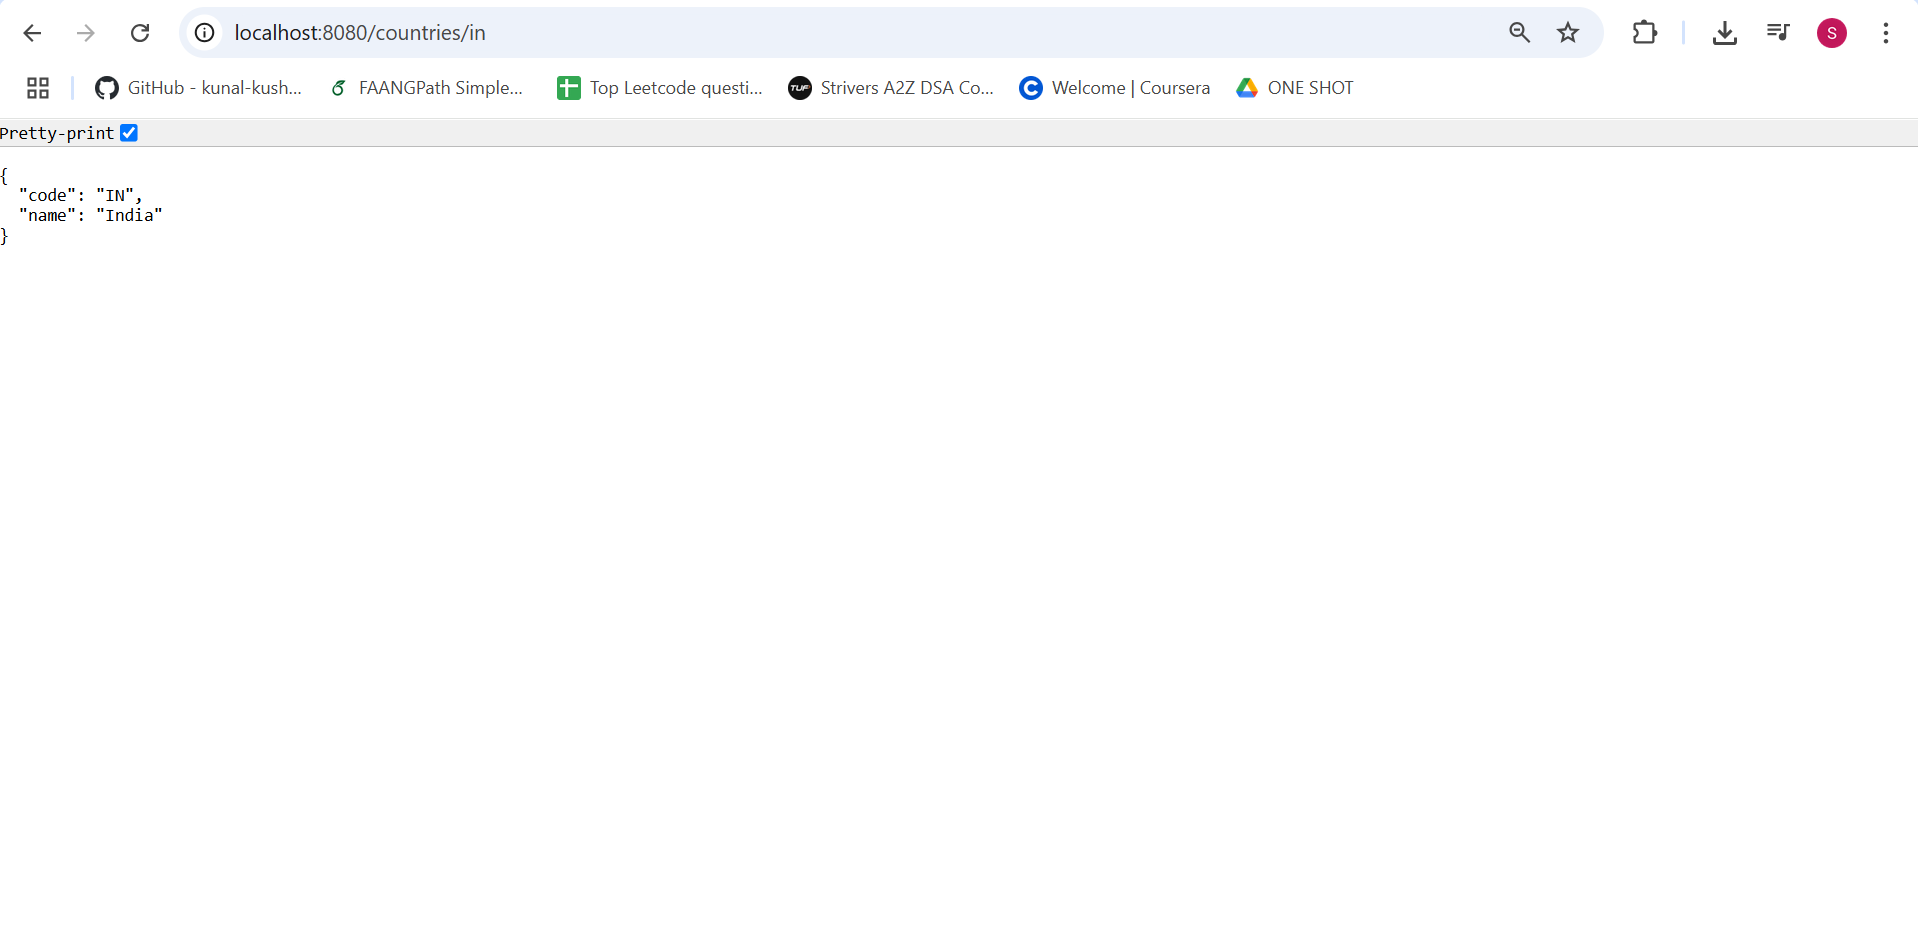 localhost:8080/countries/in
S
GitHub - kunal-kush...
FAANGPath Simple...
Top Leetcode questi...
TUF
Strivers A2Z DSA Co...
Welcome | Coursera
ONE SHOT
Pretty-print
{
  "code": "IN",
  "name": "India"
}